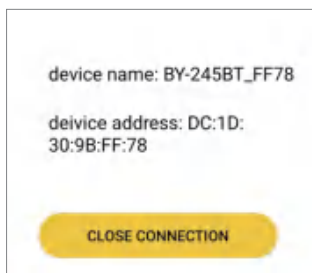 device name: BY-245BT_FF78
deivice address: DC:1D:
30:9B:FF:78
CLOSE CONNECTION